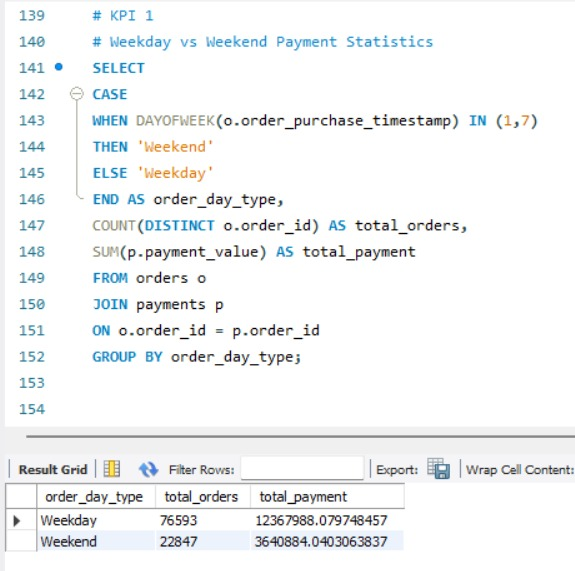 139 # KPI 1
140 # Weekday vs Weekend Payment Statistics
141 SELECT
142 CASE
143 WHEN DAYOFWEEK(o.order_purchase_timestamp) IN (1,7)
144 THEN 'Weekend'
145 ELSE 'Weekday'
146 END AS order_day_type,
147 COUNT(DISTINCT o.order_id) AS total_orders,
148 SUM(p.payment_value) AS total_payment
149 FROM orders o
150 JOIN payments p
151 ON o.order_id = p.order_id
152 GROUP BY order_day_type;
153
154
Result Grid Filter Rows: Export: Wrap Cell Content:
order_day_type total_orders total_payment
Weekday 76593 12367988.079748457
Weekend 22847 3640884.0403063837